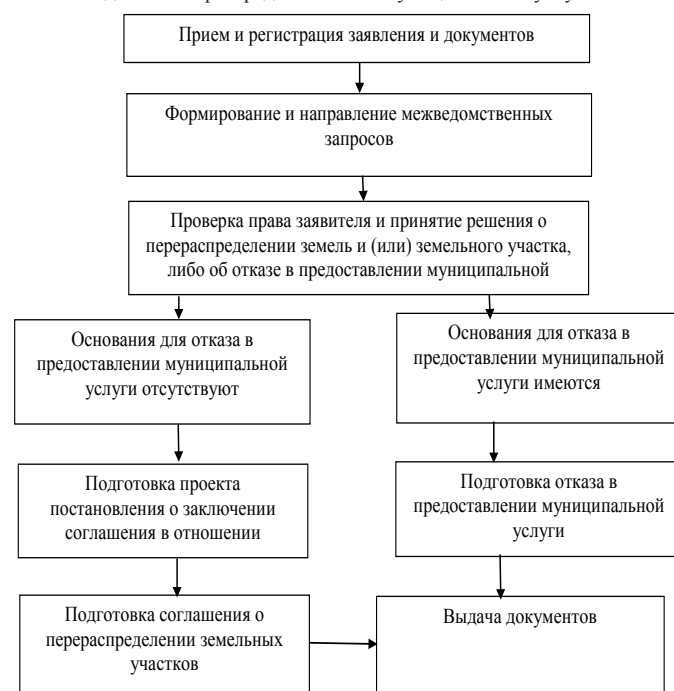 Прием и регистрация заявления и документов
Формирование и направление межведомственных
запросов
Проверка права заявителя и принятие решения о
перераспределении земель и (или) земельного участка,
либо об отказе в предоставлении муниципальной
Основания для отказа в
предоставлении муниципальной
услуги отсутствуют
Основания для отказа в
предоставлении муниципальной
услуги имеются
Подготовка проекта
постановления о заключении
соглашения в отношении
Подготовка отказа в
предоставлении муниципальной
услуги
Подготовка соглашения о
перераспределении земельных
участков
Выдача документов